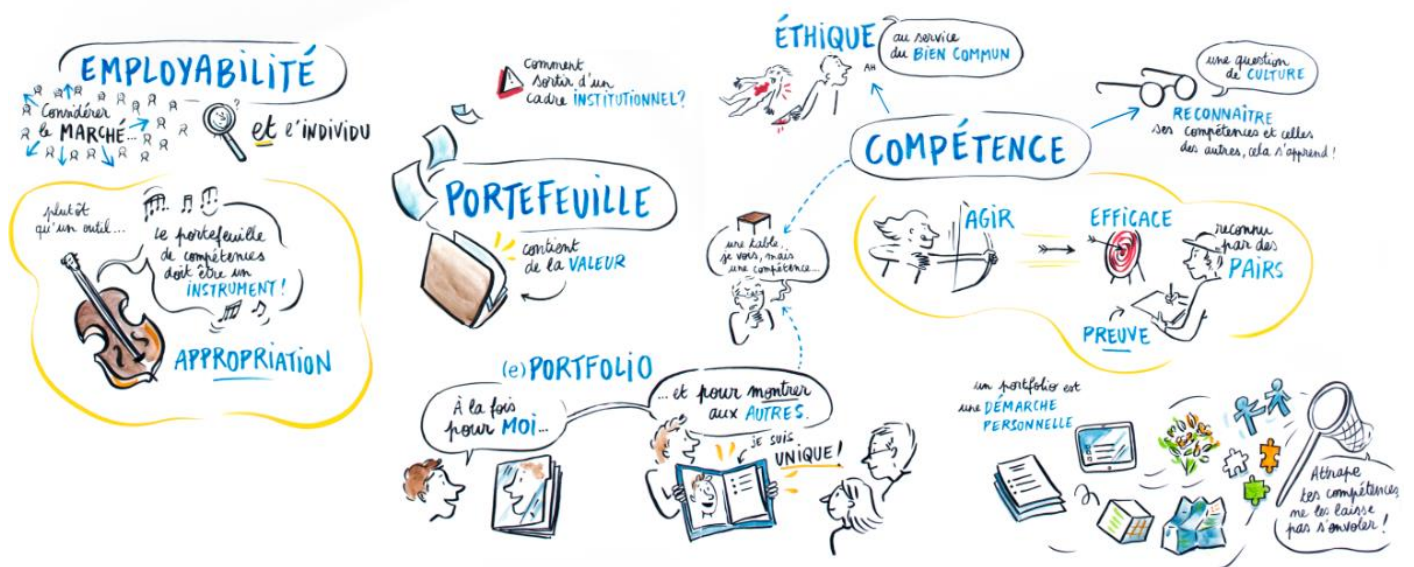 EMPLOYABILITÉ
Considérer
le MARCHÉ...
?
et l'INDIVIDU
plutôt
qu'un outil...
Le portefeuille
de compétences
doit être un
INSTRUMENT !
APPROPRIATION
comment
sortir d'un
cadre INSTITUTIONNEL ?
PORTEFEUILLE
contient
de la VALEUR
(e) PORTFOLIO
À la fois
pour MOI...
... et pour montrer
aux AUTRES.
je suis
UNIQUE !
ÉTHIQUE
au service
du BIEN COMMUN
AH
COMPÉTENCE
une question
de CULTURE
RECONNAÎTRE
ses compétences et celles
des autres, cela s'apprend !
une table,
je vois, mais
une compétence...
AGIR
EFFICACE
reconnu
par des
PAIRS
PREUVE
un portfolio est
une DÉMARCHE
PERSONNELLE
Attrape
tes compétences,
ne les laisse
pas s'envoler !